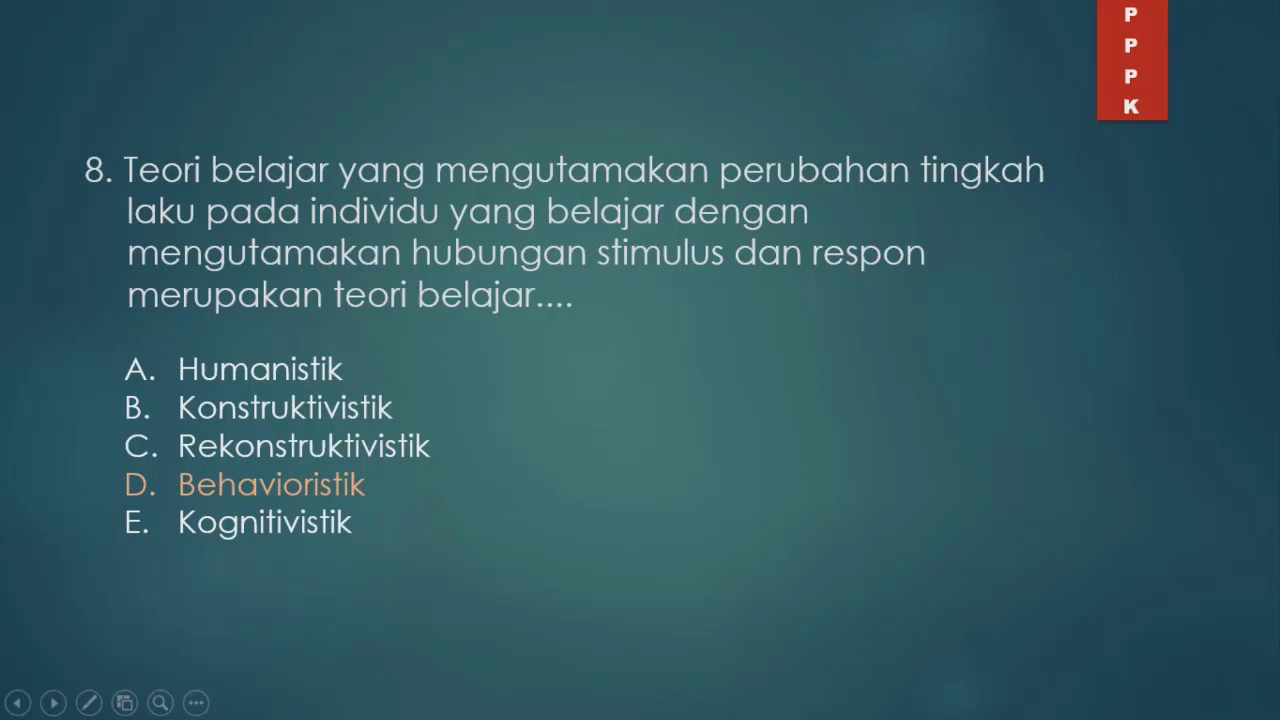 P
P
P
K
8. Teori belajar yang mengutamakan perubahan tingkah
laku pada individu yang belajar dengan
mengutamakan hubungan stimulus dan respon
merupakan teori belajar....
A. Humanistik
B. Konstruktivistik
C. Rekonstruktivistik
D. Behavioristik
E. Kognitivistik